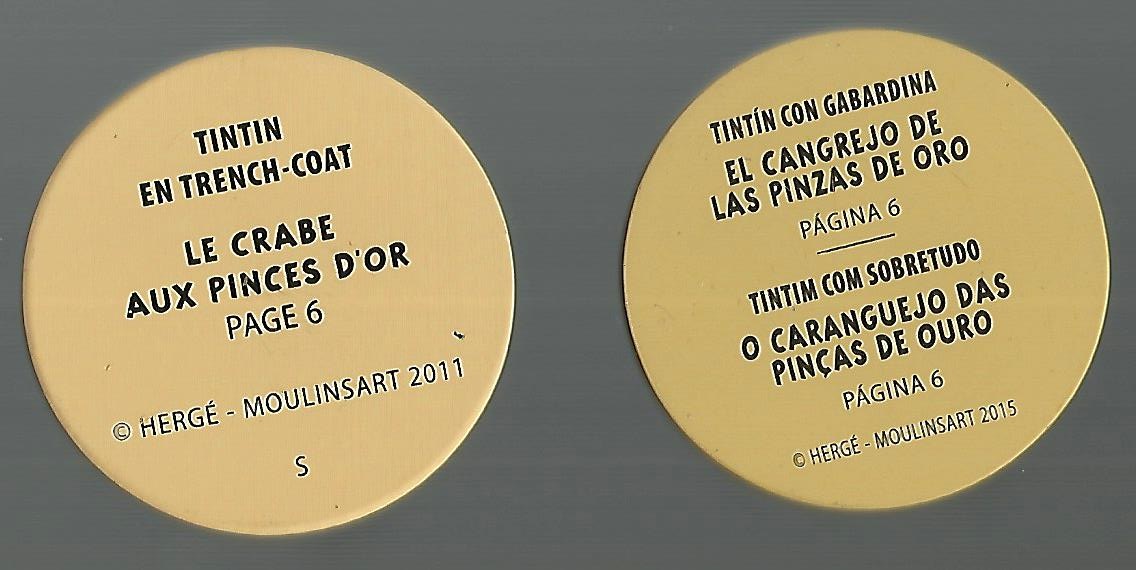 TINTIN
EN TRENCH-COAT
LE CRABE
AUX PINCES D'OR
PAGE 6
© HERGÉ - MOULINSART 2011
S
TINTÍN CON GABARDINA
EL CANGREJO DE
LAS PINZAS DE ORO
PÁGINA 6
TINTIM COM SOBRETUDO
O CARANGUEJO DAS
PINÇAS DE OURO
PÁGINA 6
© HERGÉ - MOULINSART 2015